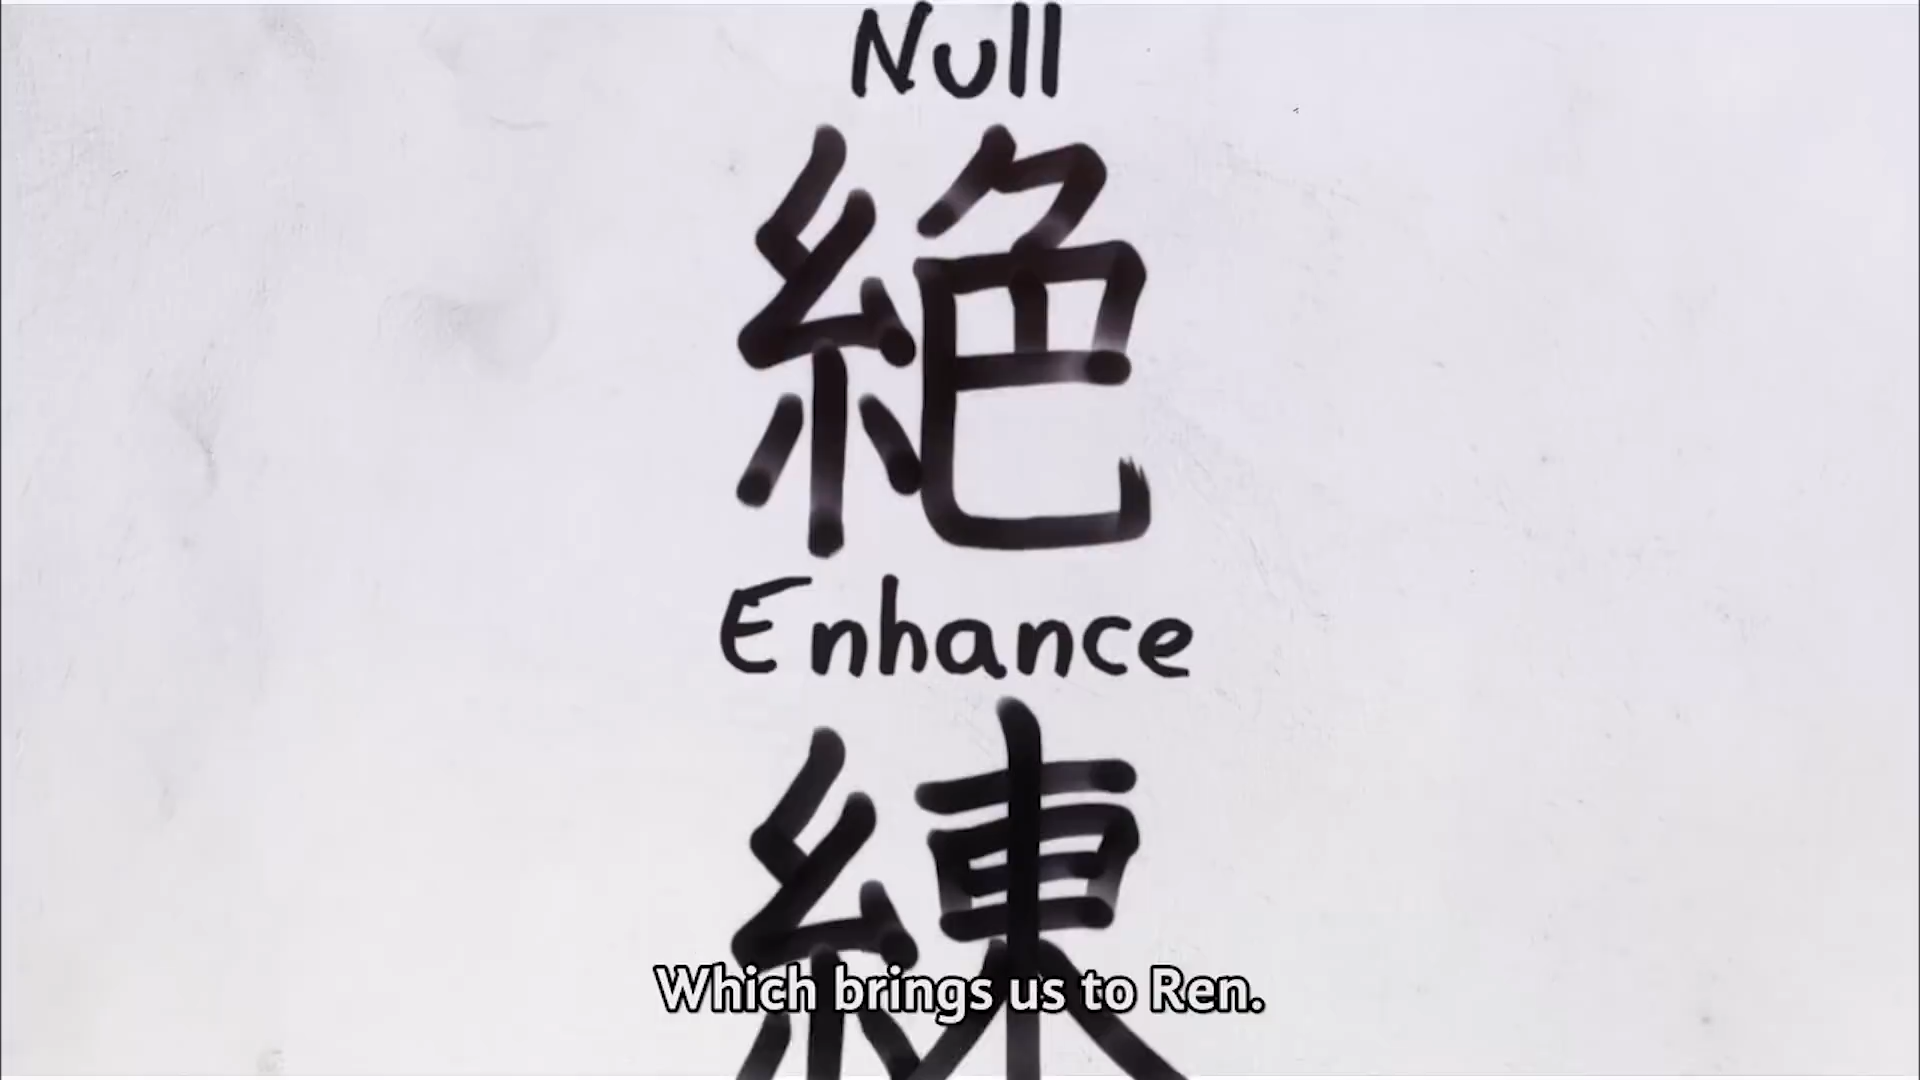 Null
絶
Enhance
練
Which brings us to Ren.